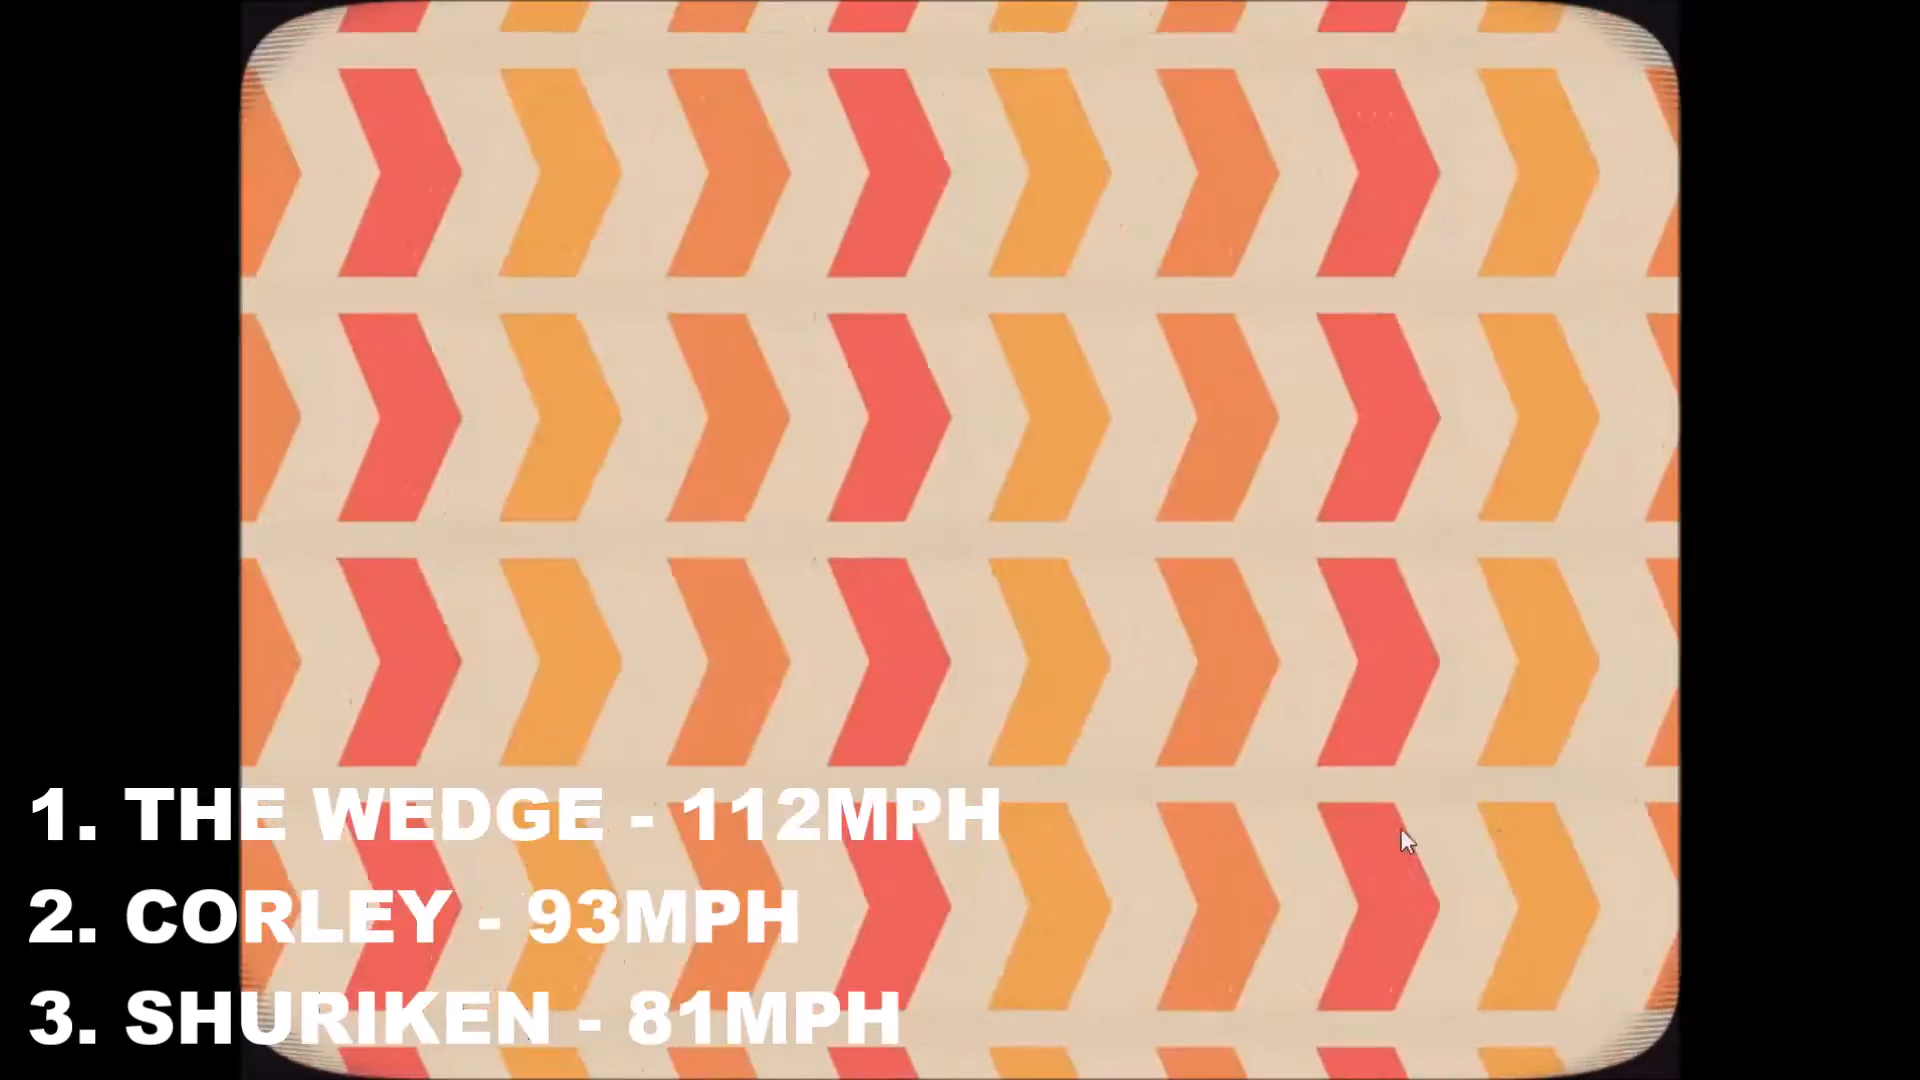 1. THE WEDGE - 112MPH
2. CORLEY - 93MPH
3. SHURIKEN - 81MPH